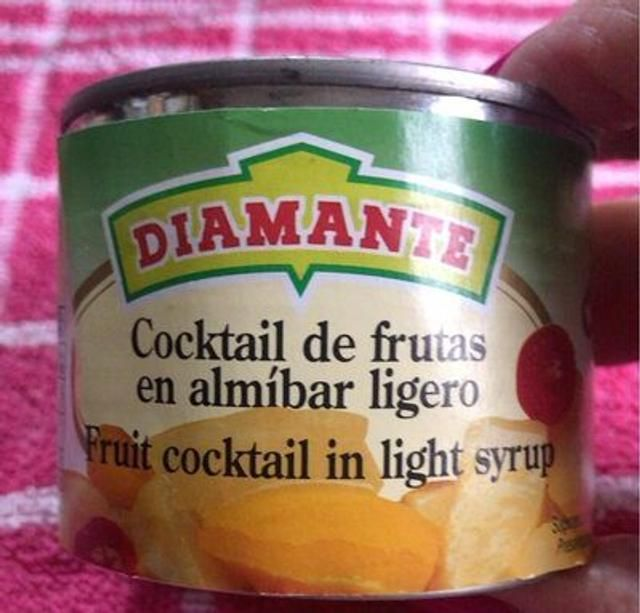 DIAMANTE
Cocktail de frutas
en almíbar ligero
Fruit cocktail in light syrup